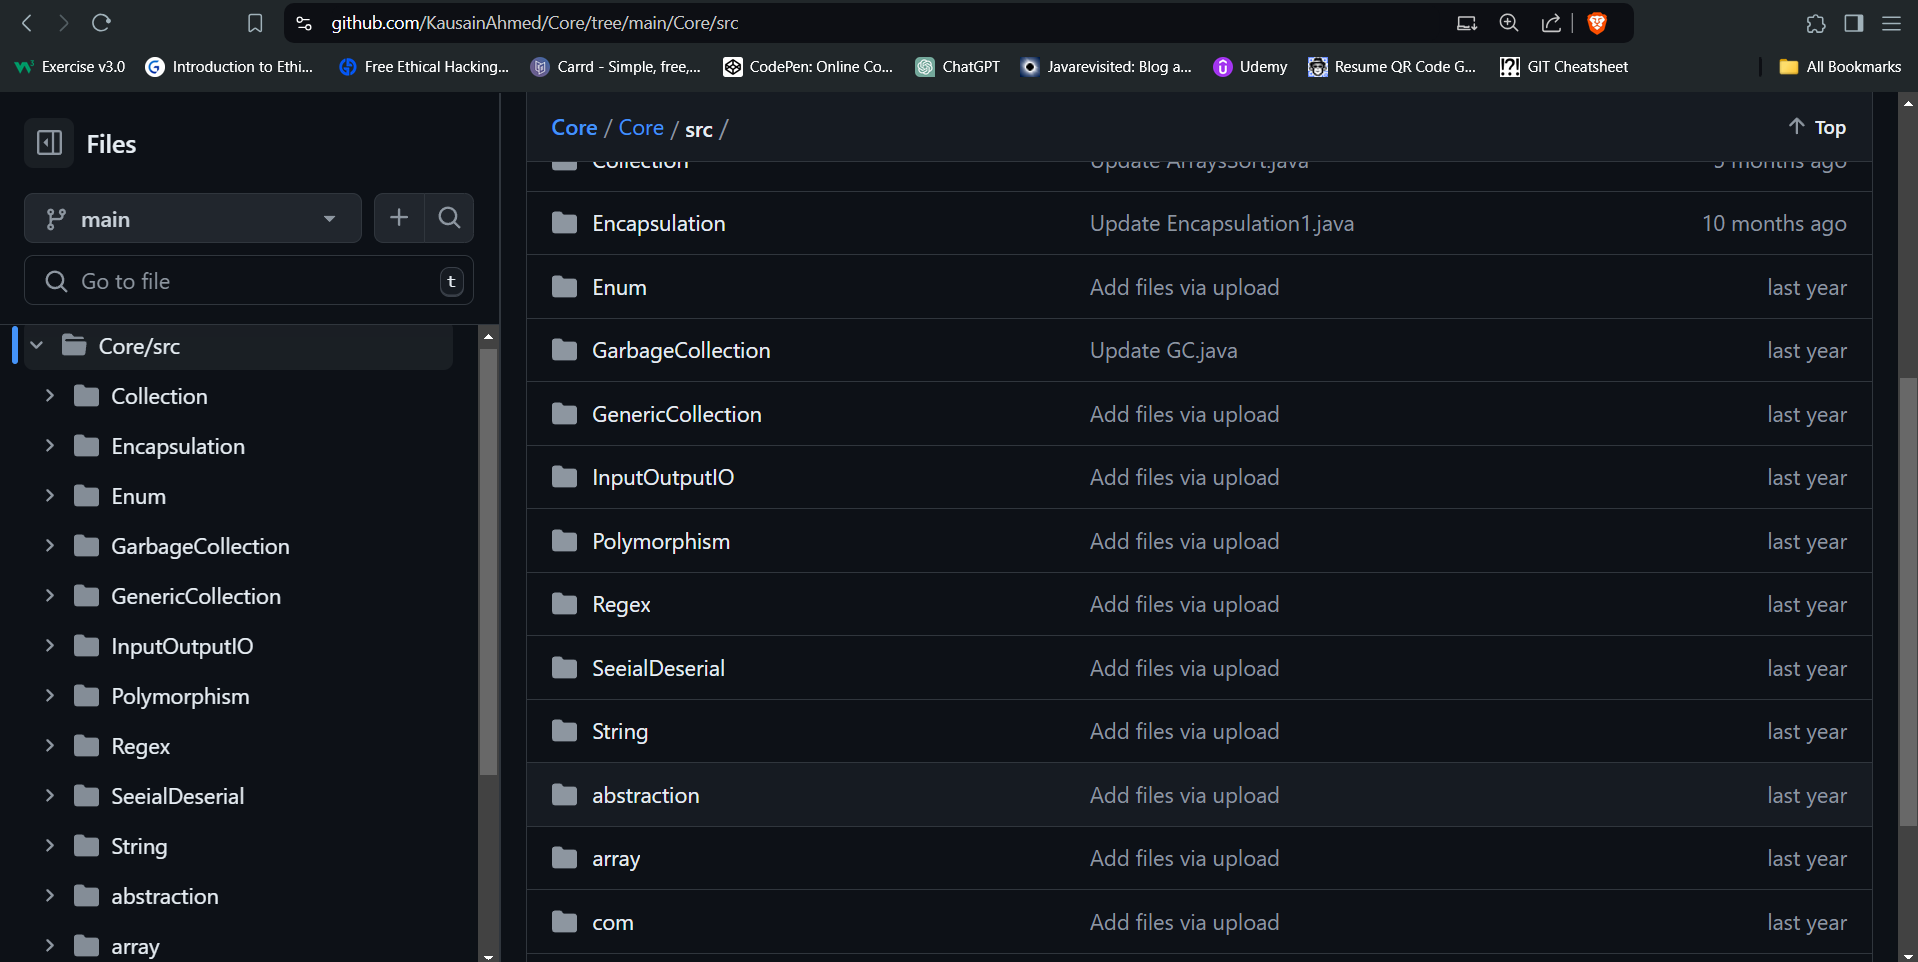 github.com/KausainAhmed/Core/tree/main/Core/src
Exercise v3.0 Introduction to Ethi... Free Ethical Hacking... Carrd - Simple, free,... CodePen: Online Co... ChatGPT Javarevisited: Blog a... Udemy Resume QR Code G... GIT Cheatsheet All Bookmarks
Files
main
Go to file t
Core/src
Collection
Encapsulation
Enum
GarbageCollection
GenericCollection
InputOutputIO
Polymorphism
Regex
SeeialDeserial
String
abstraction
array
Core / Core / src / Top
Collection Update ArraysSort.java 5 months ago
Encapsulation Update Encapsulation1.java 10 months ago
Enum Add files via upload last year
GarbageCollection Update GC.java last year
GenericCollection Add files via upload last year
InputOutputIO Add files via upload last year
Polymorphism Add files via upload last year
Regex Add files via upload last year
SeeialDeserial Add files via upload last year
String Add files via upload last year
abstraction Add files via upload last year
array Add files via upload last year
com Add files via upload last year